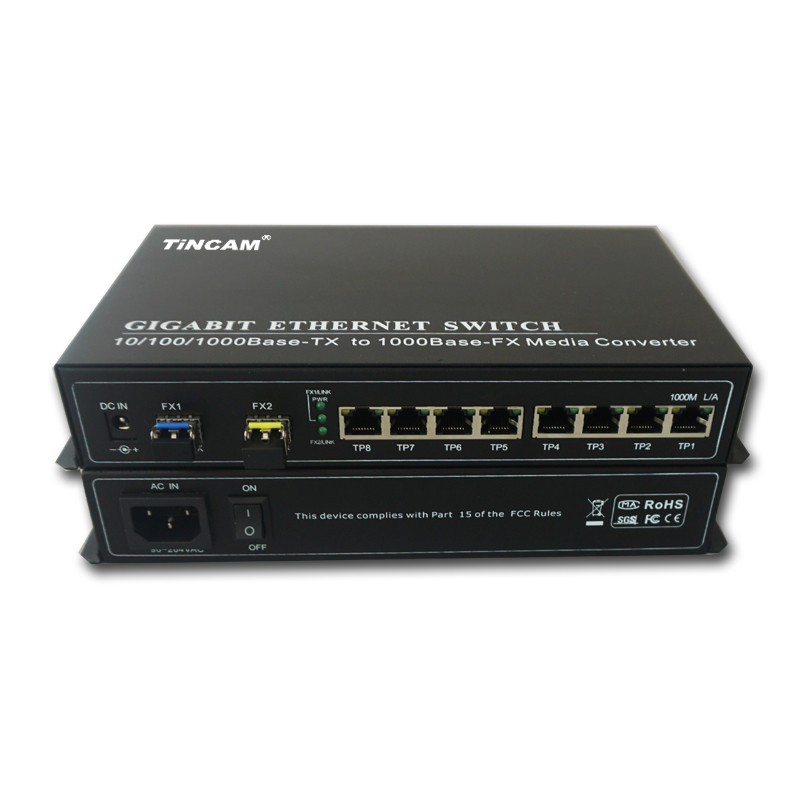 TiNCAM®
GIGABIT ETHERNET SWITCH
10/100/1000Base-TX to 1000Base-FX Media Converter
DC IN
FX1
FX2
FX1/LINK
PWR
FX2/LINK
1000M L/A
TP8 TP7 TP6 TP5 TP4 TP3 TP2 TP1
AC IN
ON
I
O
OFF
This device complies with Part 15 of the FCC Rules
MA RoHS
SGS FC CE